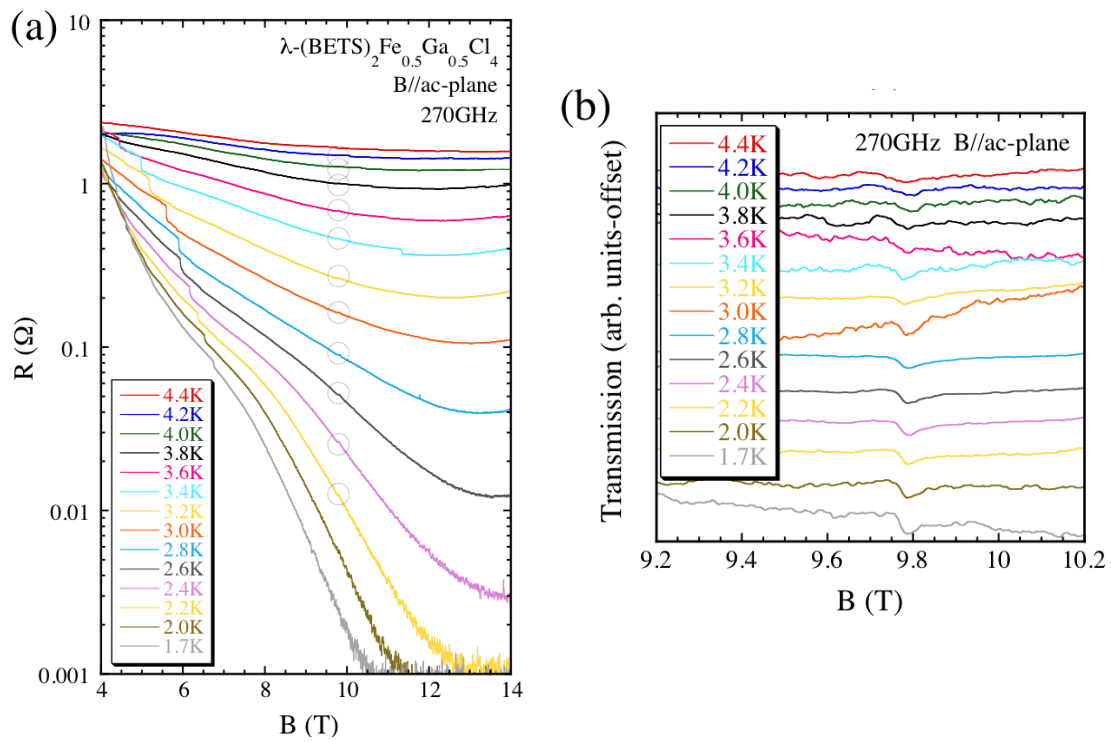 (a)
10
1
0.1
0.01
0.001
R (Ω)
λ-(BETS)₂Fe₀.₅Ga₀.₅Cl₄
B//ac-plane
270GHz
4.4K
4.2K
4.0K
3.8K
3.6K
3.4K
3.2K
3.0K
2.8K
2.6K
2.4K
2.2K
2.0K
1.7K
4 6 8 10 12 14
B (T)
(b)
Transmission (arb. units-offset)
270GHz B//ac-plane
4.4K
4.2K
4.0K
3.8K
3.6K
3.4K
3.2K
3.0K
2.8K
2.6K
2.4K
2.2K
2.0K
1.7K
9.2 9.4 9.6 9.8 10 10.2
B (T)